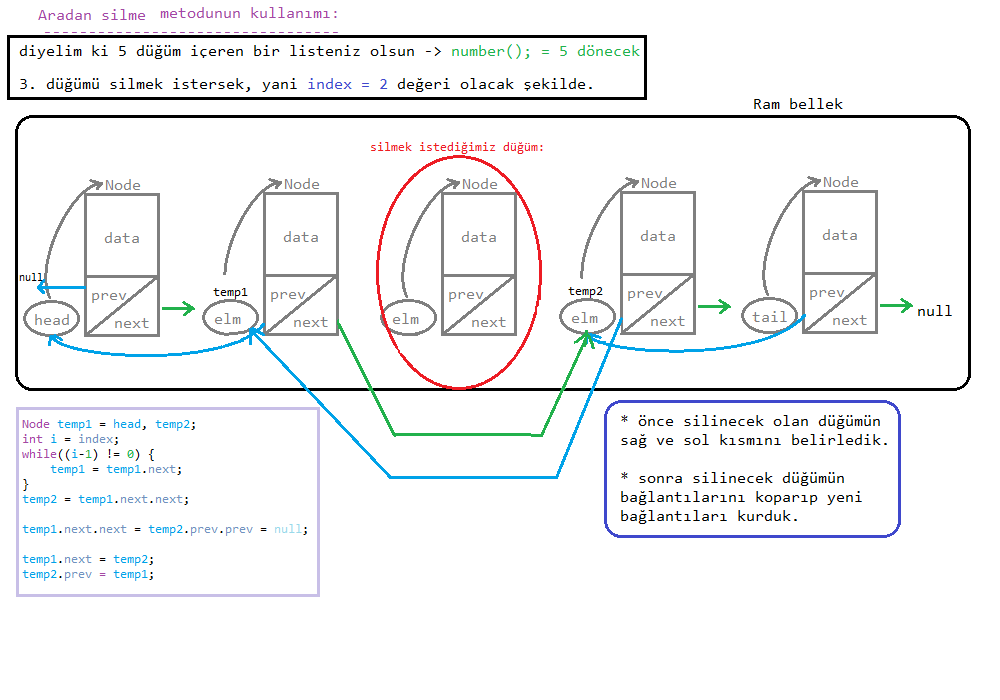 Aradan silme metodunun kullanımı:
diyelim ki 5 düğüm içeren bir listeniz olsun -> number(); = 5 dönecek
3. düğümü silmek istersek, yani index = 2 değeri olacak şekilde.
Ram bellek
silmek istediğimiz düğüm:
Node Node Node Node Node
data data data data data
null
temp1 temp2
prev prev prev prev prev
head elm elm elm tail
next next next next next
null
Node temp1 = head, temp2;
int i = index;
while((i-1) != 0) {
    temp1 = temp1.next;
}
temp2 = temp1.next.next;
temp1.next.next = temp2.prev.prev = null;
temp1.next = temp2;
temp2.prev = temp1;
* önce silinecek olan düğümün
sağ ve sol kısmını belirledik.
* sonra silinecek düğümün
bağlantılarını koparıp yeni
bağlantıları kurduk.